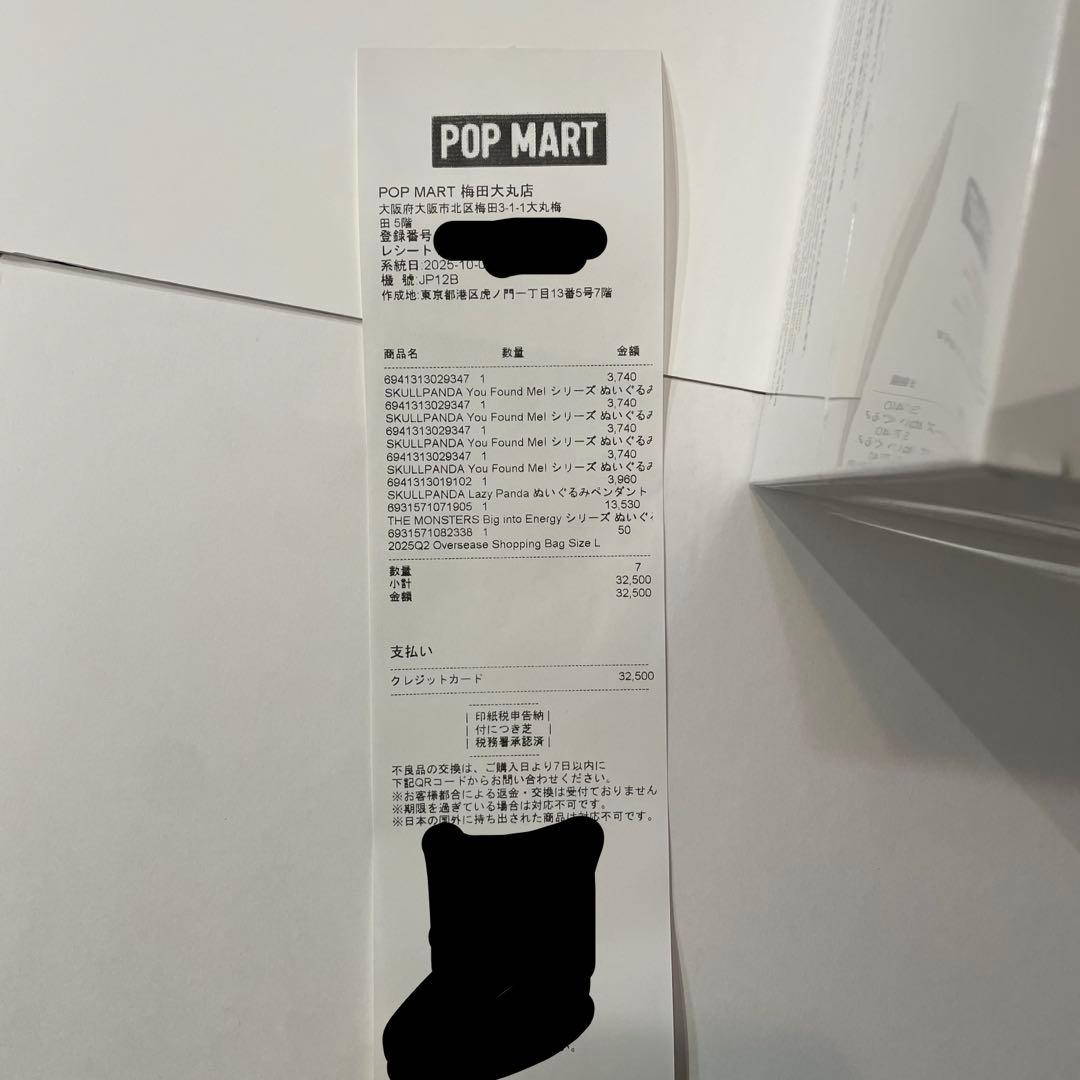 POP MART
POP MART 梅田大丸店
大阪府大阪市北区梅田3-1-1大丸梅
田 5階
登録番号
レシート
系統日:2025-10-0
機 號:JP12B
作成地:東京都港区虎ノ門一丁目13番5号7階
商品名 数量 金額
6941313029347 1 3,740
SKULLPANDA You Found Me! シリーズ ぬいぐるみ
6941313029347 1 3,740
SKULLPANDA You Found Me! シリーズ ぬいぐるみ
6941313029347 1 3,740
SKULLPANDA You Found Me! シリーズ ぬいぐるみ
6941313029347 1 3,740
SKULLPANDA You Found Me! シリーズ ぬいぐるみ
6941313019102 1 3,960
SKULLPANDA Lazy Panda ぬいぐるみペンダント
6931571071905 1 13,530
THE MONSTERS Big into Energy シリーズ ぬいぐ
6931571082338 1 50
2025Q2 Oversease Shopping Bag Size L
数量 7
小計 32,500
金額 32,500
支払い
クレジットカード 32,500
| 印紙税申告納 |
| 付につき芝 |
| 税務署承認済 |
不良品の交換は、ご購入日より7日以内に
下記QRコードからお問い合わせください。
※お客様都合による返金・交換は受付ておりません
※期限を過ぎている場合は対応不可です。
※日本の国外に持ち出された商品は対応不可です。